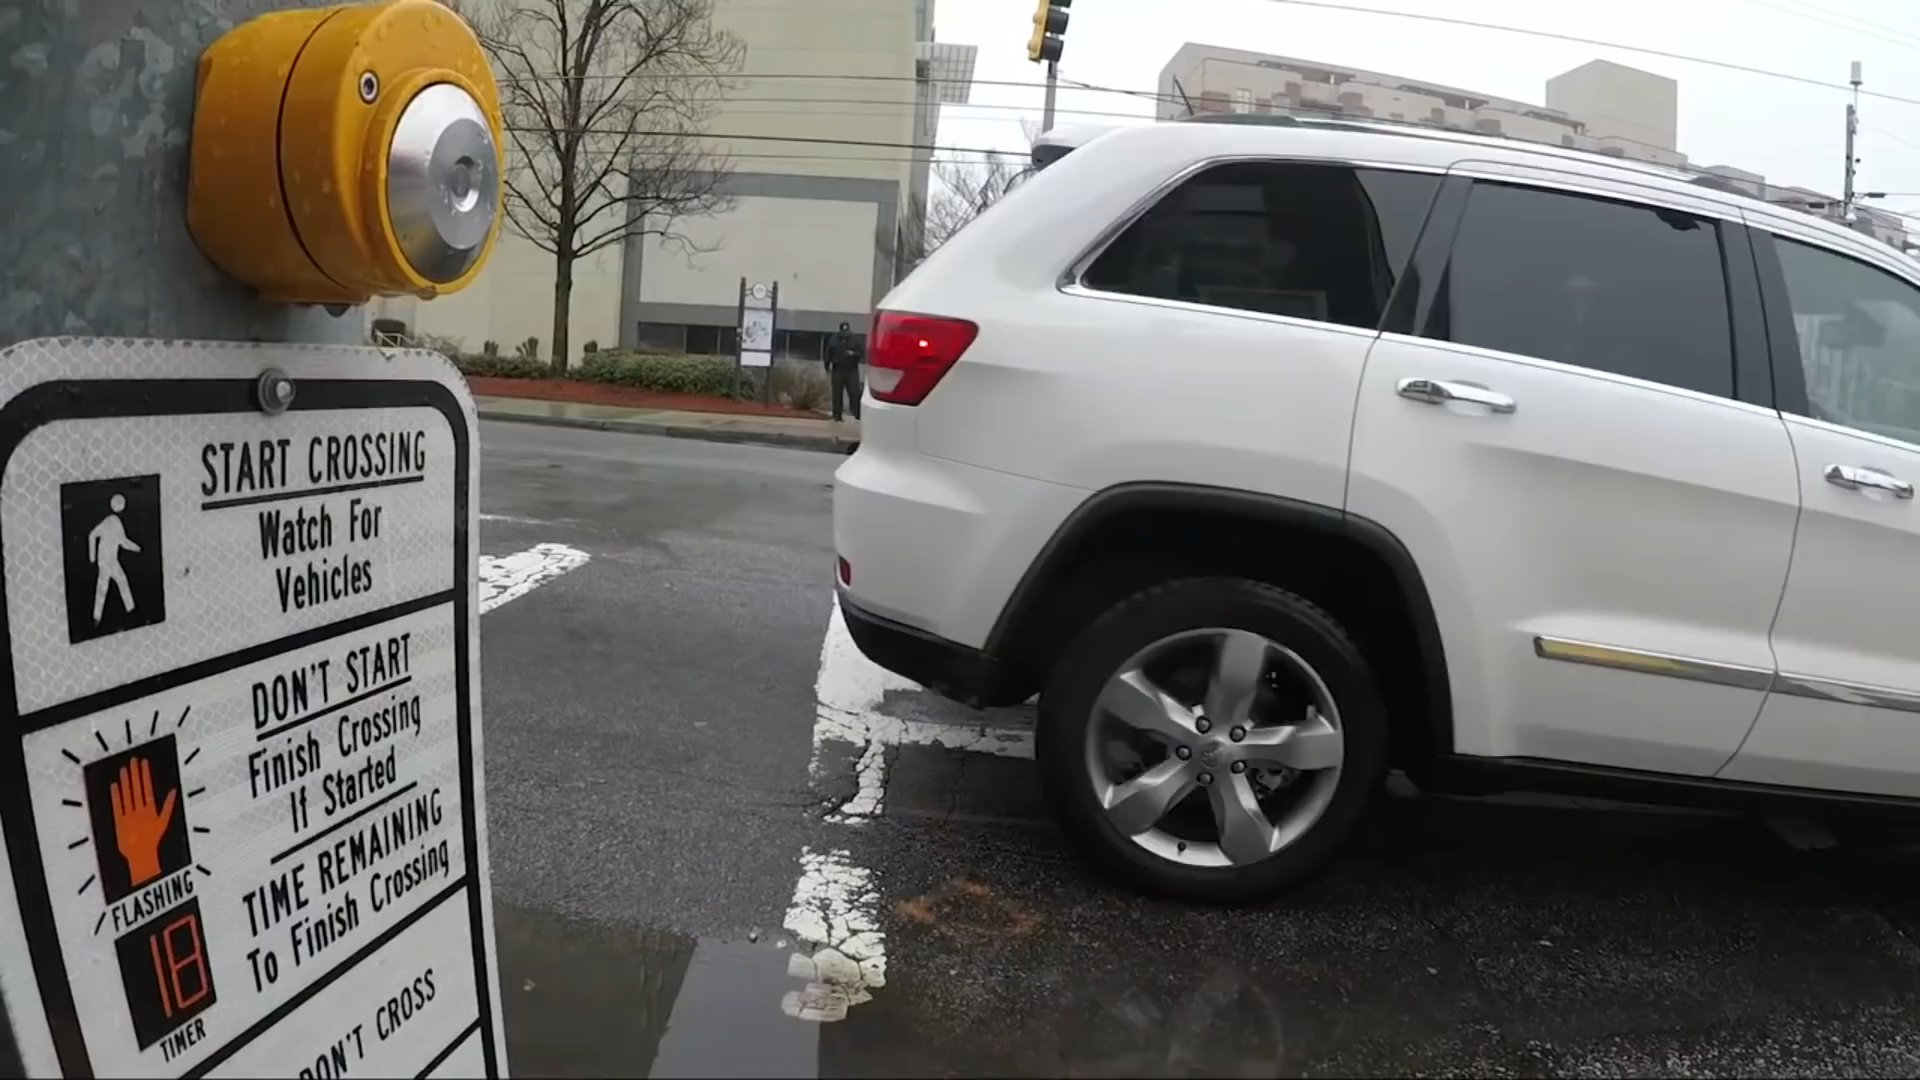 START CROSSING
Watch For
Vehicles
DON'T START
Finish Crossing
If Started
FLASHING
TIME REMAINING
To Finish Crossing
18
TIMER
DON'T CROSS